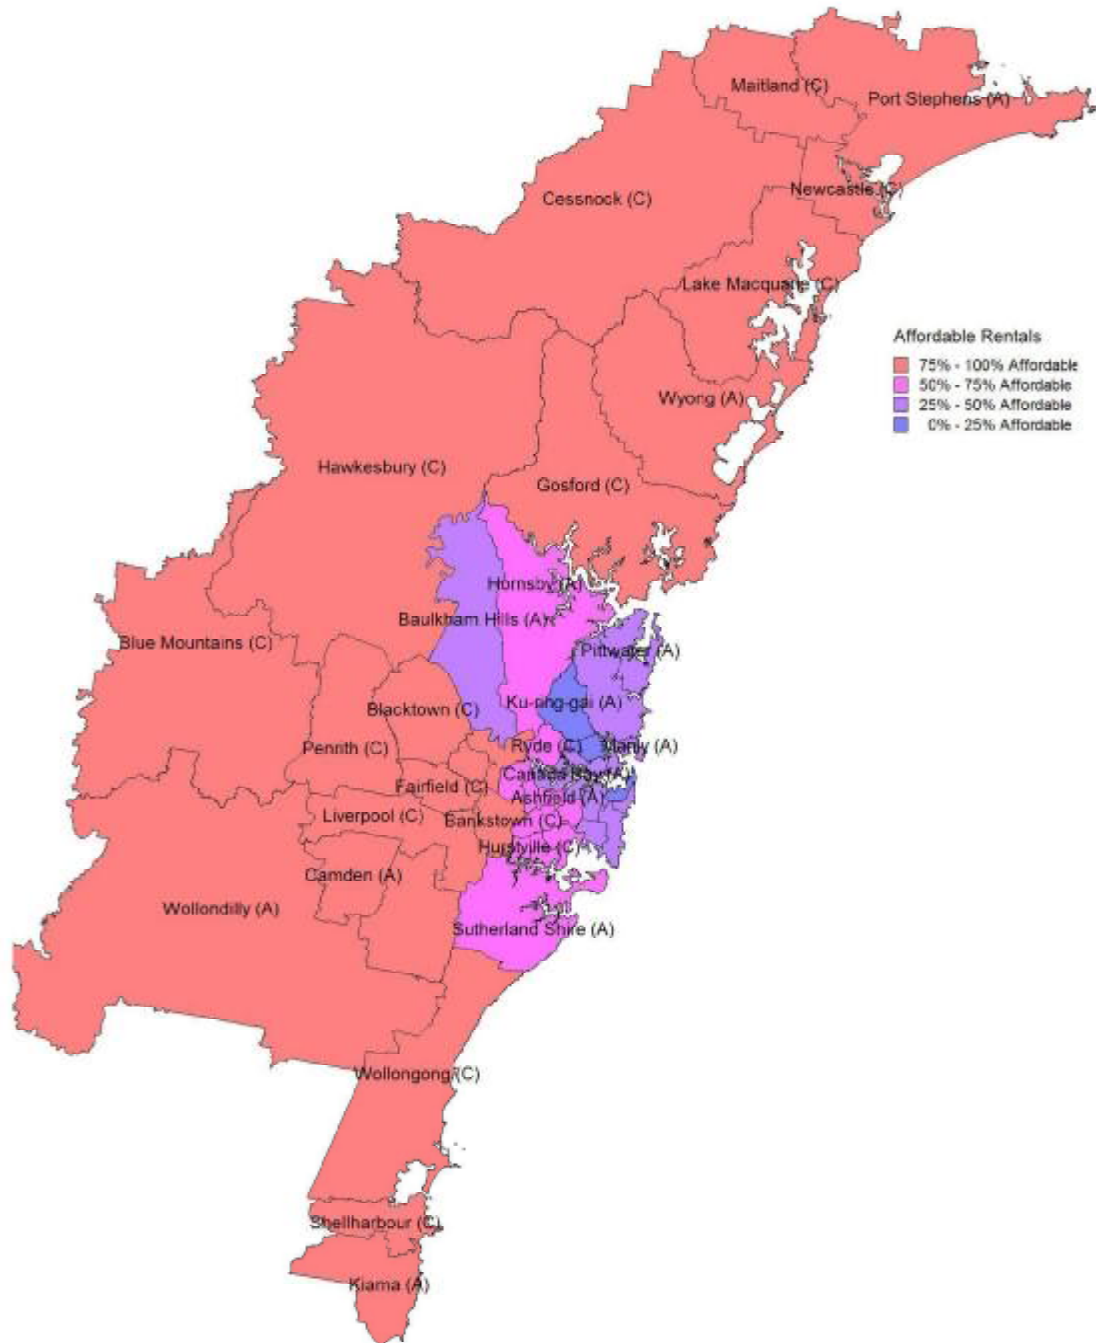 Maitland (C)
Port Stephens (A)
Newcastle (C)
Cessnock (C)
Lake Macquarie (C)
Affordable Rentals
75% - 100% Affordable
50% - 75% Affordable
25% - 50% Affordable
0% - 25% Affordable
Wyong (A)
Hawkesbury (C)
Gosford (C)
Hornsby (A)
Baulkham Hills (A)
Blue Mountains (C)
Pittwater (A)
Ku-ring-gai (A)
Blacktown (C)
Penrith (C)
Ryde (C)
Manly (A)
Canada Bay (A)
Fairfield (C)
Ashfield (A)
Liverpool (C)
Bankstown (C)
Hurstville (C)
Camden (A)
Wollondilly (A)
Sutherland Shire (A)
Wollongong (C)
Shellharbour (C)
Kiama (A)